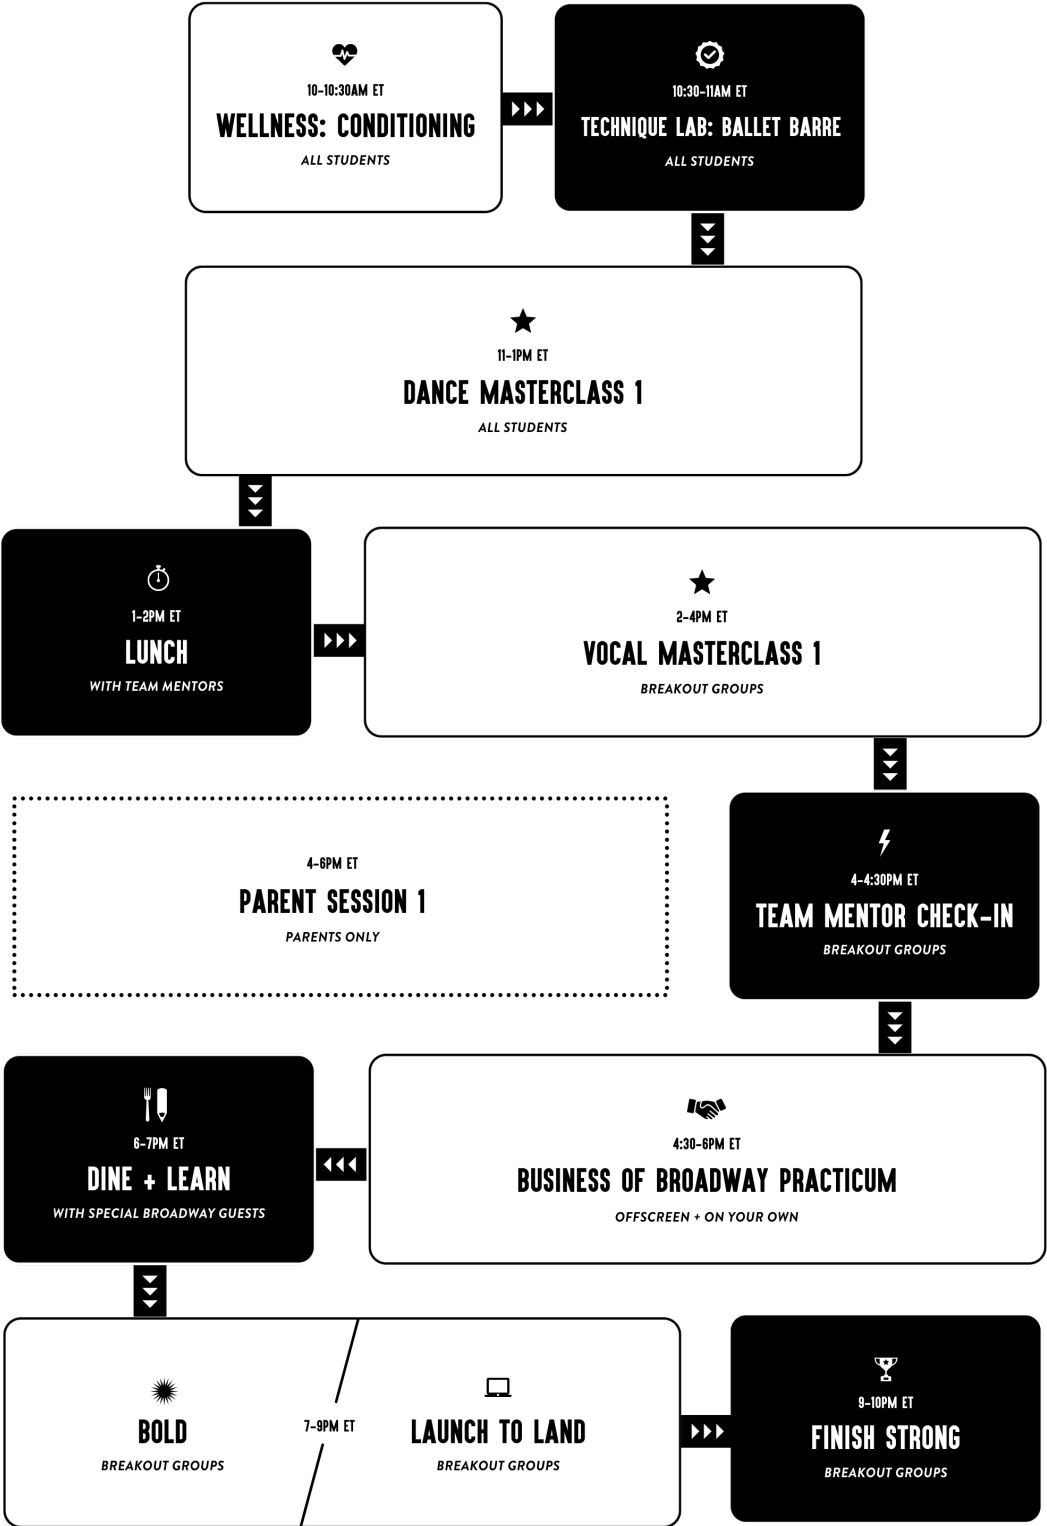 10-10:30AM ET
WELLNESS: CONDITIONING
ALL STUDENTS
10:30-11AM ET
TECHNIQUE LAB: BALLET BARRE
ALL STUDENTS
11-1PM ET
DANCE MASTERCLASS 1
ALL STUDENTS
1-2PM ET
LUNCH
WITH TEAM MENTORS
2-4PM ET
VOCAL MASTERCLASS 1
BREAKOUT GROUPS
4-6PM ET
PARENT SESSION 1
PARENTS ONLY
4-4:30PM ET
TEAM MENTOR CHECK-IN
BREAKOUT GROUPS
6-7PM ET
DINE + LEARN
WITH SPECIAL BROADWAY GUESTS
4:30-6PM ET
BUSINESS OF BROADWAY PRACTICUM
OFFSCREEN + ON YOUR OWN
BOLD
BREAKOUT GROUPS
7-9PM ET
LAUNCH TO LAND
BREAKOUT GROUPS
9-10PM ET
FINISH STRONG
BREAKOUT GROUPS